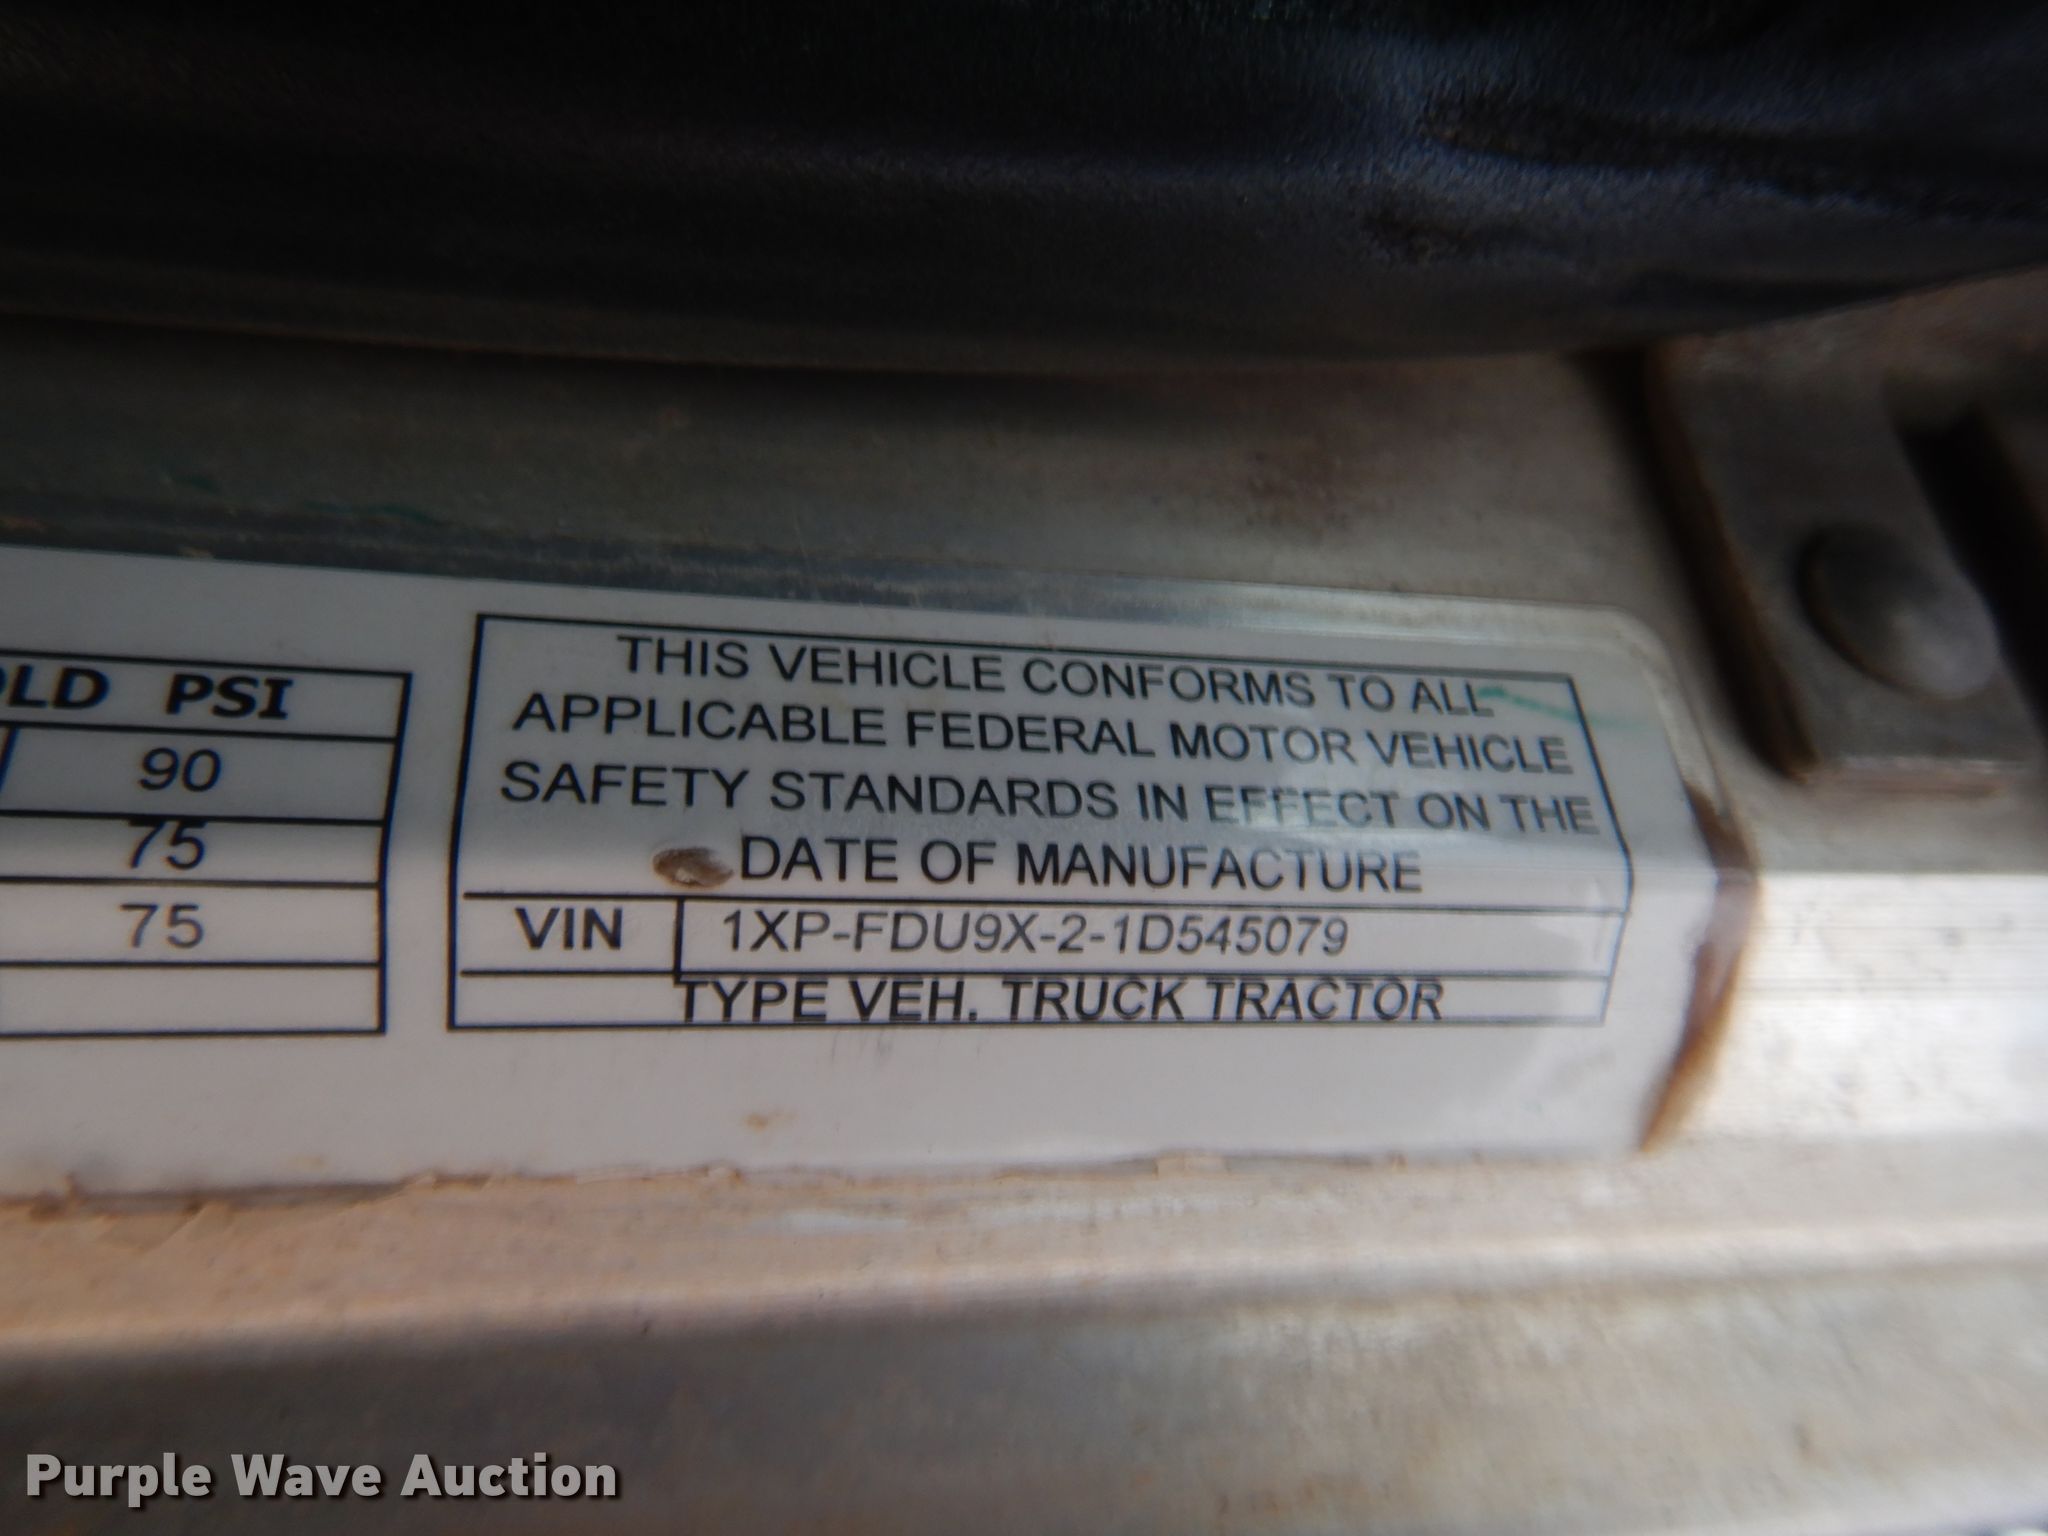 OLD PSI
90
75
75
THIS VEHICLE CONFORMS TO ALL
APPLICABLE FEDERAL MOTOR VEHICLE
SAFETY STANDARDS IN EFFECT ON THE
DATE OF MANUFACTURE
VIN 1XP-FDU9X-2-1D545079
TYPE VEH. TRUCK TRACTOR
Purple Wave Auction